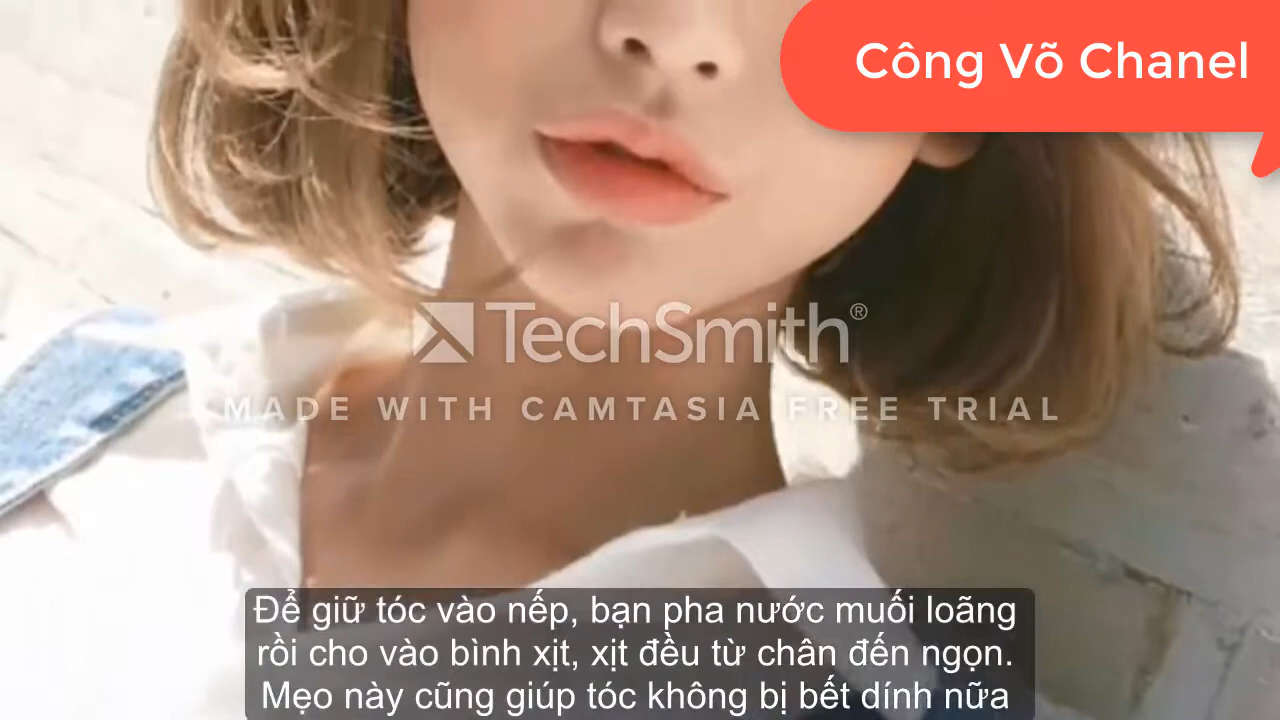 Công Võ Chanel
TechSmith®
MADE WITH CAMTASIA FREE TRIAL
Để giữ tóc vào nếp, bạn pha nước muối loãng
rồi cho vào bình xịt, xịt đều từ chân đến ngọn.
Mẹo này cũng giúp tóc không bị bết dính nữa